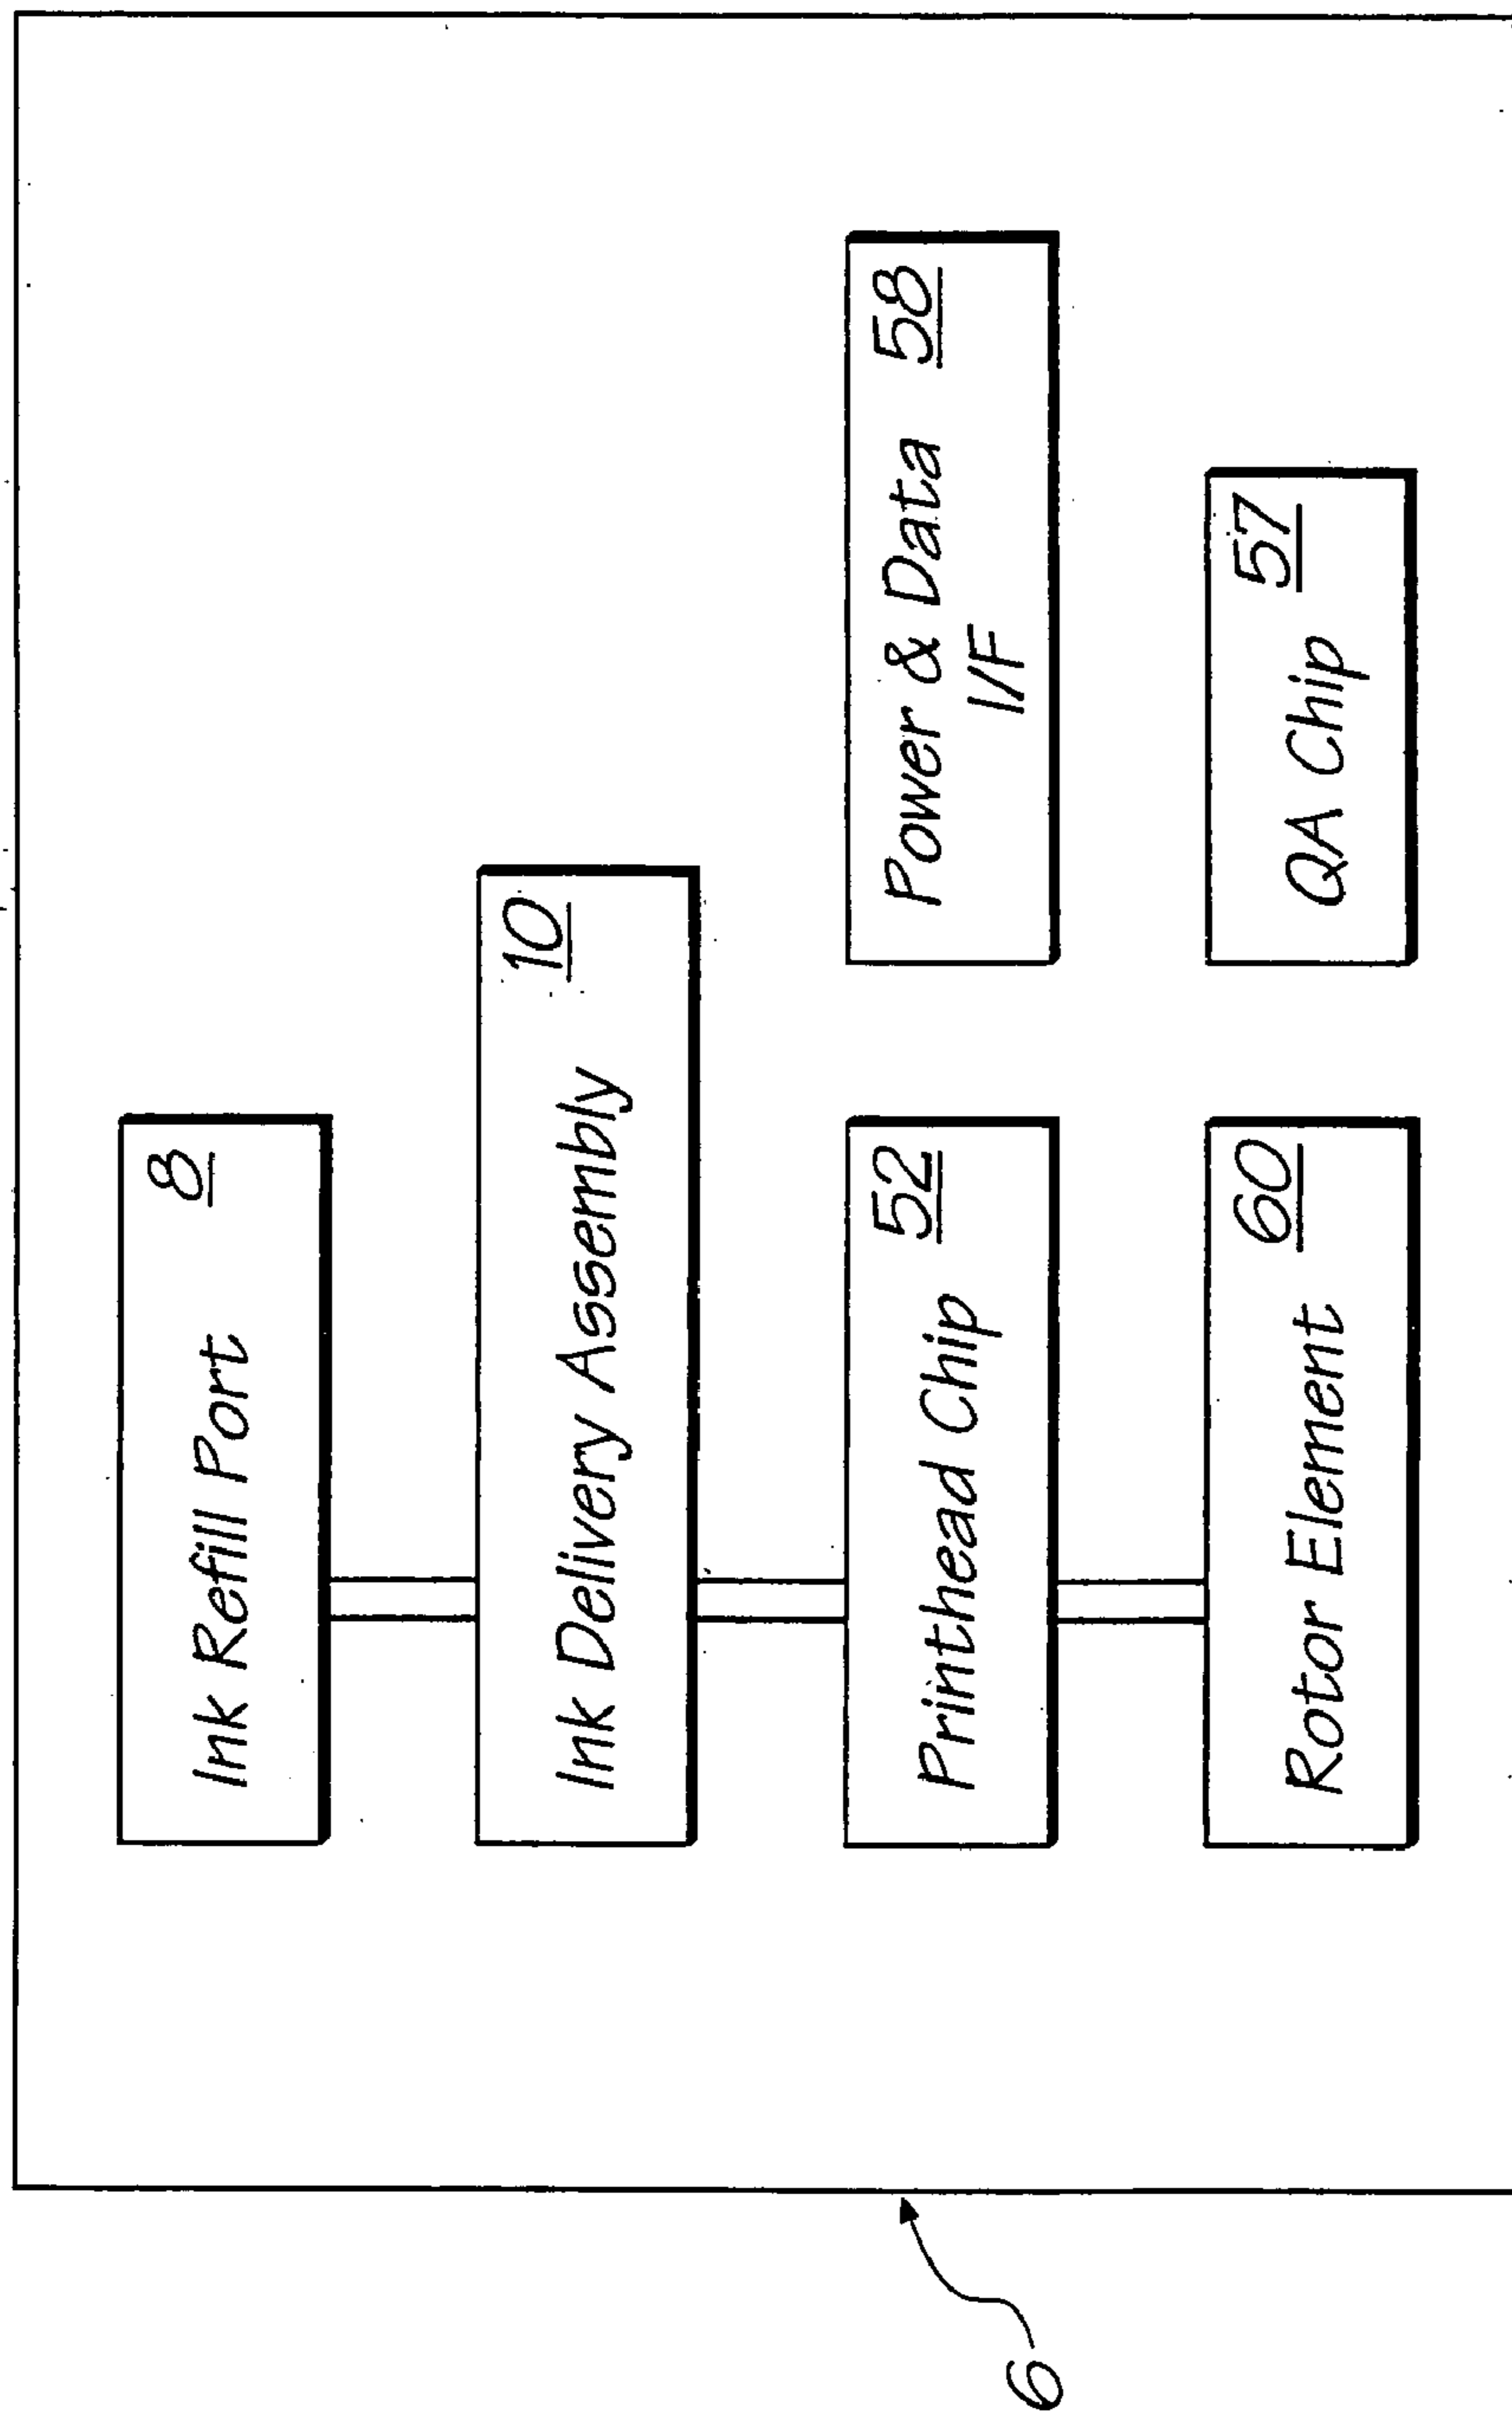 Ink Refill Port 8
Ink Delivery Assembly 10
Printhead Chip 52
Power & Data 58
I/F
Rotor Element 60
QA Chip 57
6